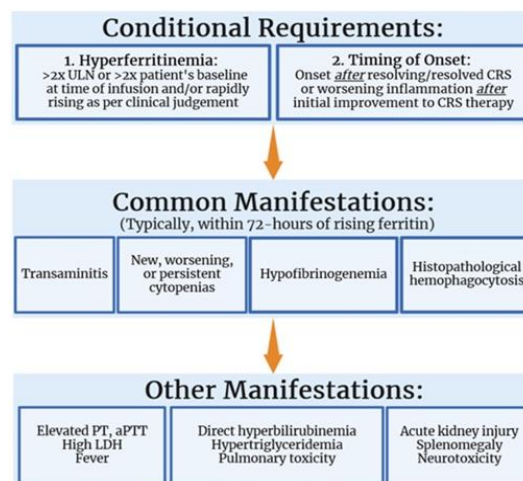 Conditional Requirements:
1. Hyperferritinemia:
>2x ULN or >2x patient's baseline
at time of infusion and/or rapidly
rising as per clinical judgement
2. Timing of Onset:
Onset after resolving/resolved CRS
or worsening inflammation after
initial improvement to CRS therapy
Common Manifestations:
(Typically, within 72-hours of rising ferritin)
Transaminitis
New, worsening,
or persistent
cytopenias
Hypofibrinogenemia
Histopathological
hemophagocytosis
Other Manifestations:
Elevated PT, aPTT
High LDH
Fever
Direct hyperbilirubinemia
Hypertriglyceridemia
Pulmonary toxicity
Acute kidney injury
Splenomegaly
Neurotoxicity